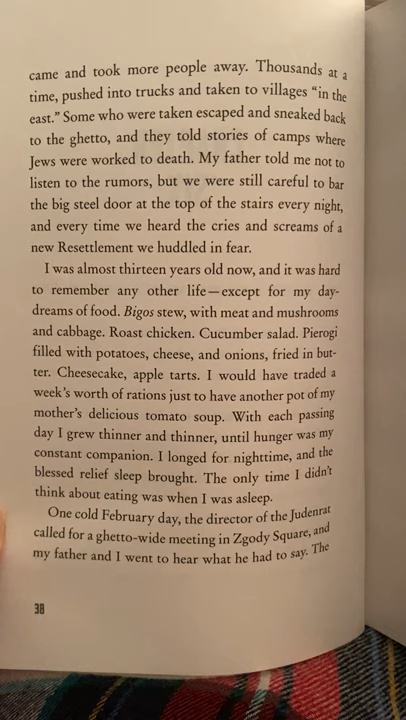 came and took more people away. Thousands at a
time, pushed into trucks and taken to villages “in the
east.” Some who were taken escaped and sneaked back
to the ghetto, and they told stories of camps where
Jews were worked to death. My father told me not to
listen to the rumors, but we were still careful to bar
the big steel door at the top of the stairs every night,
and every time we heard the cries and screams of a
new Resettlement we huddled in fear.
I was almost thirteen years old now, and it was hard
to remember any other life—except for my day-
dreams of food. Bigos stew, with meat and mushrooms
and cabbage. Roast chicken. Cucumber salad. Pierogi
filled with potatoes, cheese, and onions, fried in but-
ter. Cheesecake, apple tarts. I would have traded a
week’s worth of rations just to have another pot of my
mother’s delicious tomato soup. With each passing
day I grew thinner and thinner, until hunger was my
constant companion. I longed for nighttime, and the
blessed relief sleep brought. The only time I didn’t
think about eating was when I was asleep.
One cold February day, the director of the Judenrat
called for a ghetto-wide meeting in Zgody Square, and
my father and I went to hear what he had to say. The
38